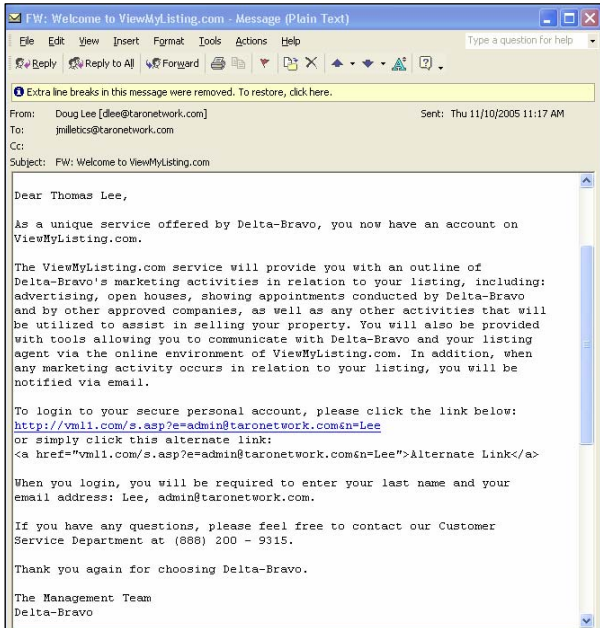 FW: Welcome to ViewMyListing.com - Message (Plain Text)
File Edit View Insert Format Tools Actions Help Type a question for help
Reply Reply to All Forward
Extra line breaks in this message were removed. To restore, click here.
From: Doug Lee [dlee@taronetwork.com] Sent: Thu 11/10/2005 11:17 AM
To: jmilletics@taronetwork.com
Cc:
Subject: FW: Welcome to ViewMyListing.com
Dear Thomas Lee,
As a unique service offered by Delta-Bravo, you now have an account on
ViewMyListing.com.
The ViewMyListing.com service will provide you with an outline of
Delta-Bravo's marketing activities in relation to your listing, including:
advertising, open houses, showing appointments conducted by Delta-Bravo
and by other approved companies, as well as any other activities that will
be utilized to assist in selling your property. You will also be provided
with tools allowing you to communicate with Delta-Bravo and your listing
agent via the online environment of ViewMyListing.com. In addition, when
any marketing activity occurs in relation to your listing, you will be
notified via email.
To login to your secure personal account, please click the link below:
http://vml1.com/s.asp?e=admin@taronetwork.com&n=Lee
or simply click this alternate link:
<a href="vml1.com/s.asp?e=admin@taronetwork.com&n=Lee">Alternate Link</a>
When you login, you will be required to enter your last name and your
email address: Lee, admin@taronetwork.com.
If you have any questions, please feel free to contact our Customer
Service Department at (888) 200 - 9315.
Thank you again for choosing Delta-Bravo.
The Management Team
Delta-Bravo